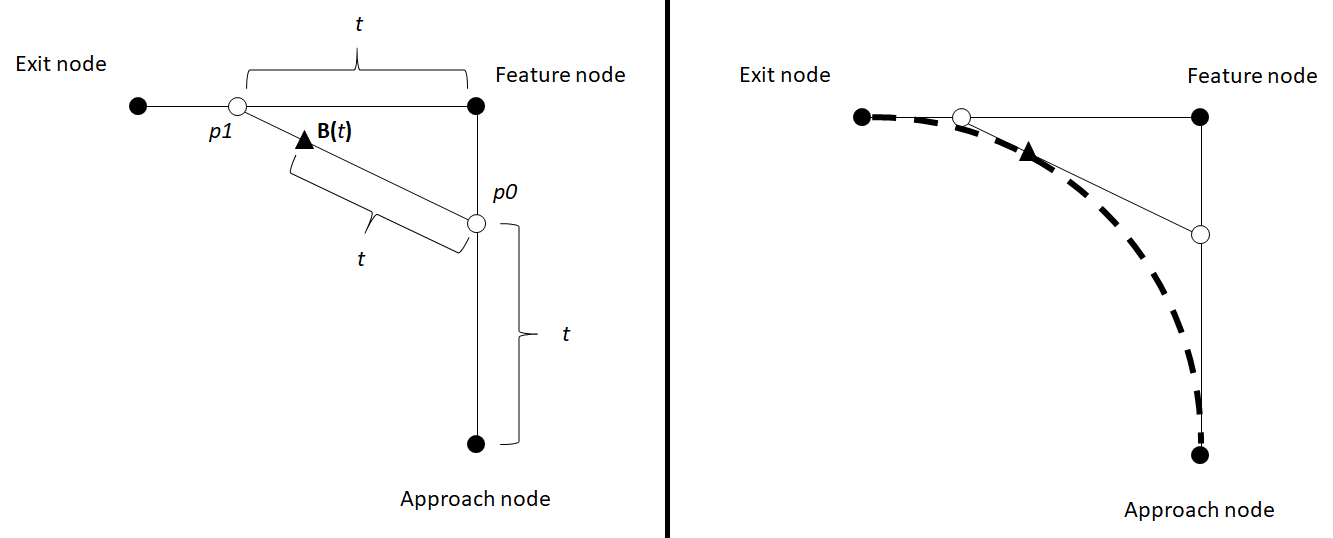 t
Exit node
Feature node
p1
B(t)
p0
t
t
Approach node
Exit node
Feature node
Approach node